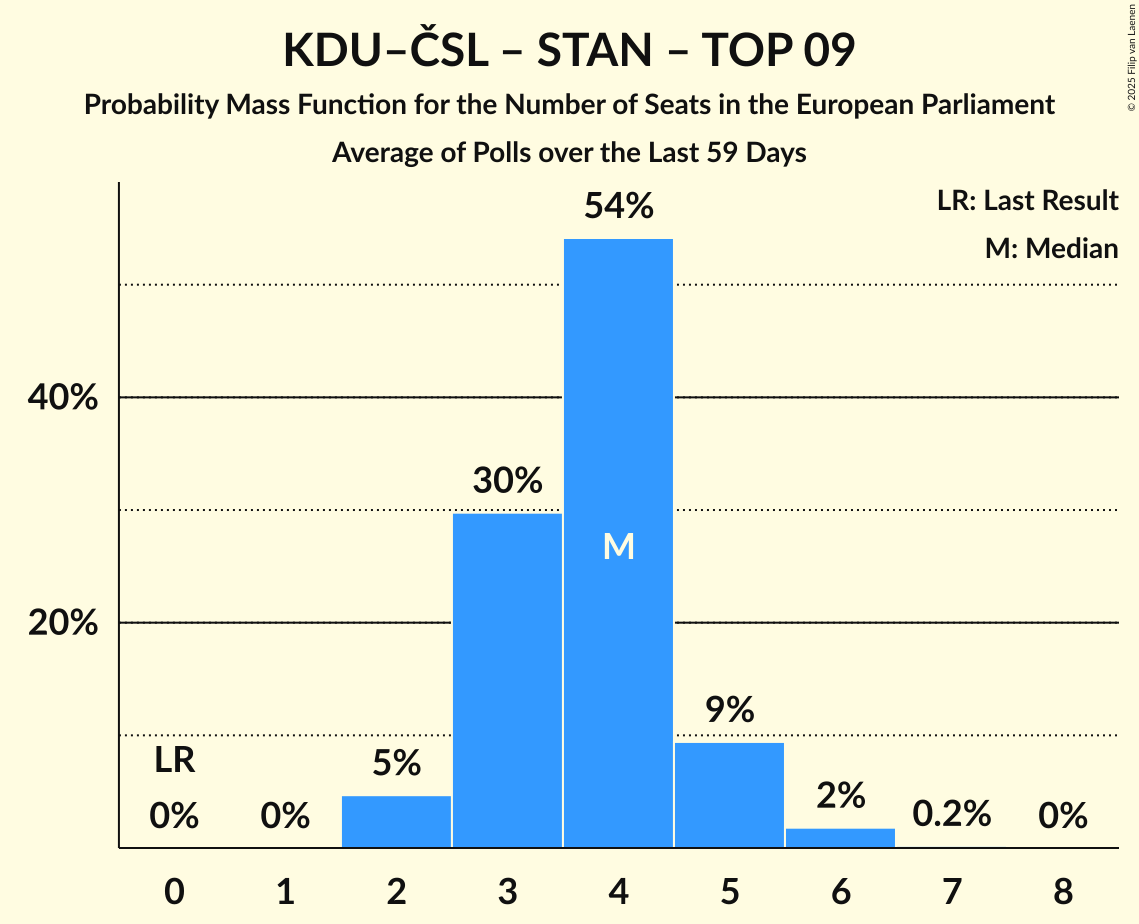 KDU–ČSL – STAN – TOP 09
Probability Mass Function for the Number of Seats in the European Parliament
Average of Polls over the Last 59 Days
© 2025 Filip van Laenen
LR: Last Result
M: Median
54%
40%
30%
M
20%
9%
LR
5%
2%
0%
0%
0.2%
0%
0 1 2 3 4 5 6 7 8